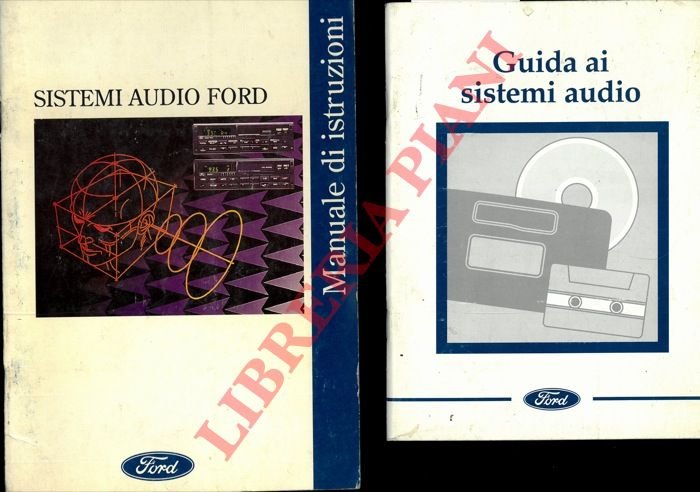 SISTEMI AUDIO FORD
Manuale di istruzioni
Ford
Guida ai
sistemi audio
Ford
LIBRERIA PIANI